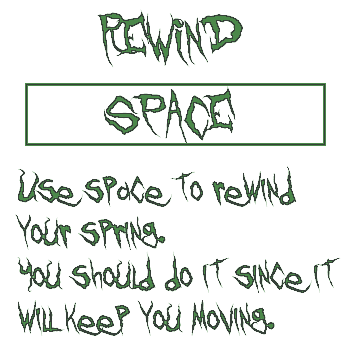 REWIND
SPACE
Use space to rewind
Your spring.
you should do it since it
will keep you moving.